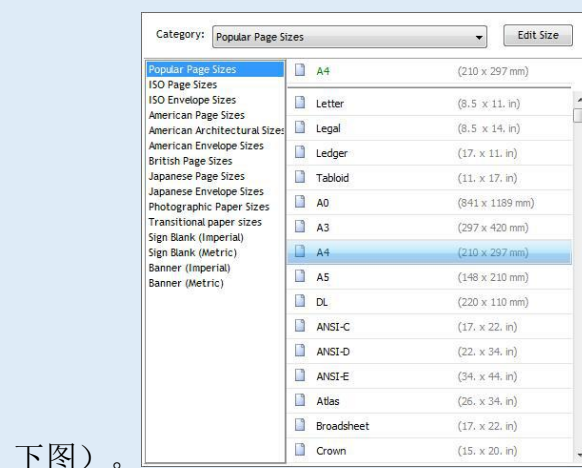 Category: Popular Page Sizes Edit Size
Popular Page Sizes
ISO Page Sizes
ISO Envelope Sizes
American Page Sizes
American Architectural Sizes
American Envelope Sizes
British Page Sizes
Japanese Page Sizes
Japanese Envelope Sizes
Photographic Paper Sizes
Transitional paper sizes
Sign Blank (Imperial)
Sign Blank (Metric)
Banner (Imperial)
Banner (Metric)
A4 (210 x 297 mm)
Letter (8.5 x 11. in)
Legal (8.5 x 14. in)
Ledger (17. x 11. in)
Tabloid (11. x 17. in)
A0 (841 x 1189 mm)
A3 (297 x 420 mm)
A4 (210 x 297 mm)
A5 (148 x 210 mm)
DL (220 x 110 mm)
ANSI-C (17. x 22. in)
ANSI-D (22. x 34. in)
ANSI-E (34. x 44. in)
Atlas (26. x 34. in)
Broadsheet (17. x 22. in)
Crown (15. x 20. in)
下图）。